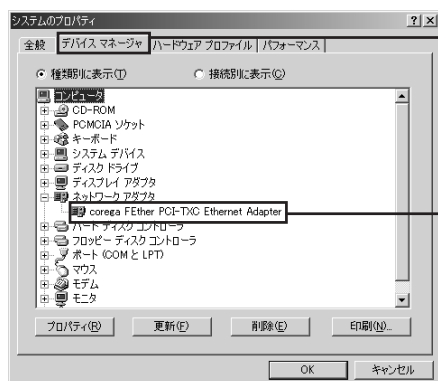 システムのプロパティ
全般 デバイス マネージャ ハードウェア プロファイル パフォーマンス
種類別に表示(T) 接続別に表示(C)
コンピュータ
CD-ROM
PCMCIA ソケット
キーボード
システム デバイス
ディスク ドライブ
ディスプレイ アダプタ
ネットワーク アダプタ
corega FEther PCI-TXC Ethernet Adapter
ハード ディスク コントローラ
フロッピー ディスク コントローラ
ポート (COM と LPT)
マウス
モデム
モニタ
プロパティ(R) 更新(F) 削除(E) 印刷(N)...
OK キャンセル